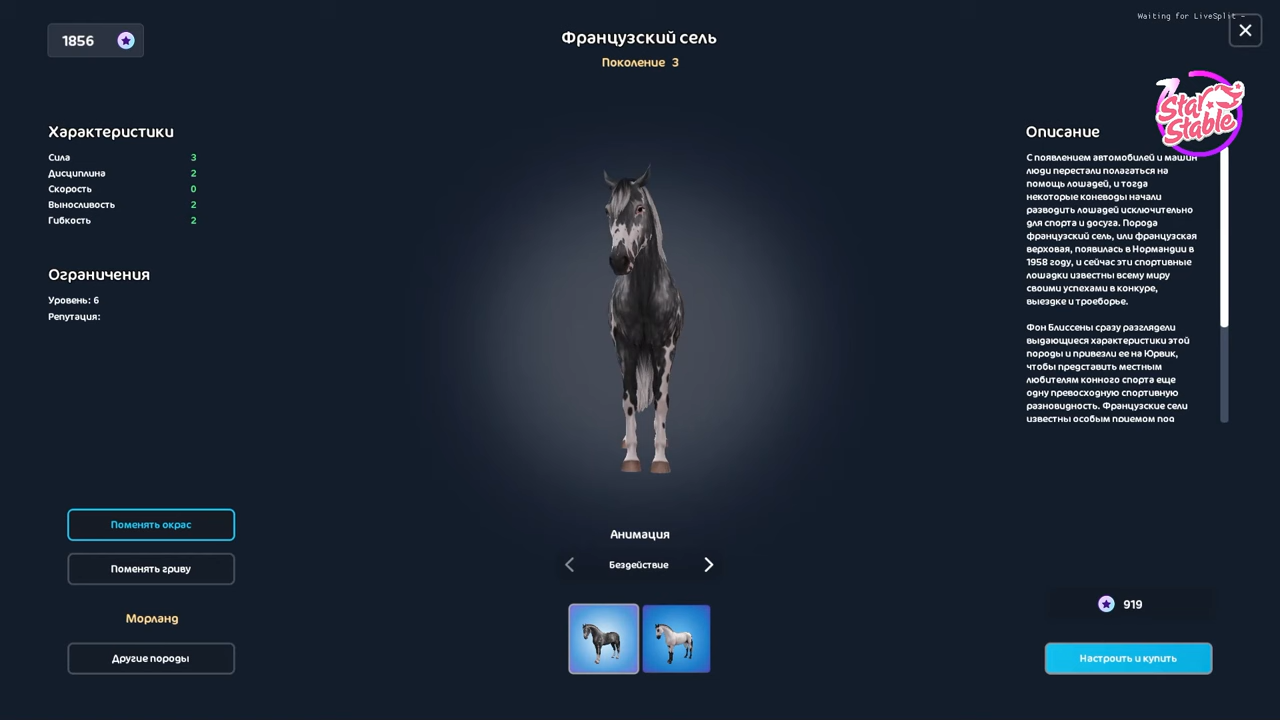 Waiting for LiveSplit -
1856
Французский сель
Поколение 3
Star
Stable
Характеристики
Сила 3
Дисциплина 2
Скорость 0
Выносливость 2
Гибкость 2
Ограничения
Уровень: 6
Репутация:
Описание
С появлением автомобилей и машин
люди перестали полагаться на
помощь лошадей, и тогда
некоторые коневоды начали
разводить лошадей исключительно
для спорта и досуга. Порода
французский сель, или французская
верховая, появилась в Нормандии в
1958 году, и сейчас эти спортивные
лошадки известны всему миру
своими успехами в конкуре,
выездке и троеборье.
Фон Блиссены сразу разглядели
выдающиеся характеристики этой
породы и привезли ее на Юрвик,
чтобы представить местным
любителям конного спорта еще
одну превосходную спортивную
разновидность. Французские сели
известны особым приемом под
Поменять окрас
Поменять гриву
Морланд
Другие породы
Анимация
Бездействие
919
Настроить и купить